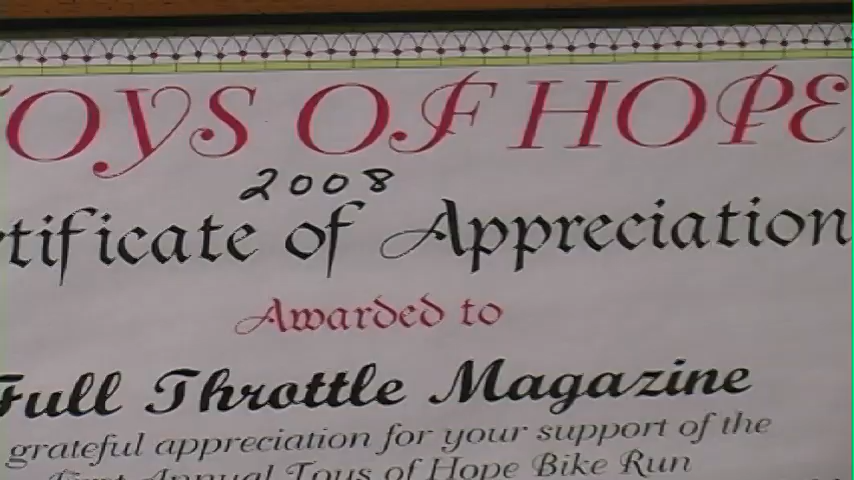 OYS OF HOPE
2008
tificate of Appreciation
Awarded to
Full Throttle Magazine
grateful appreciation for your support of the
Annual Toys of Hope Bike Run